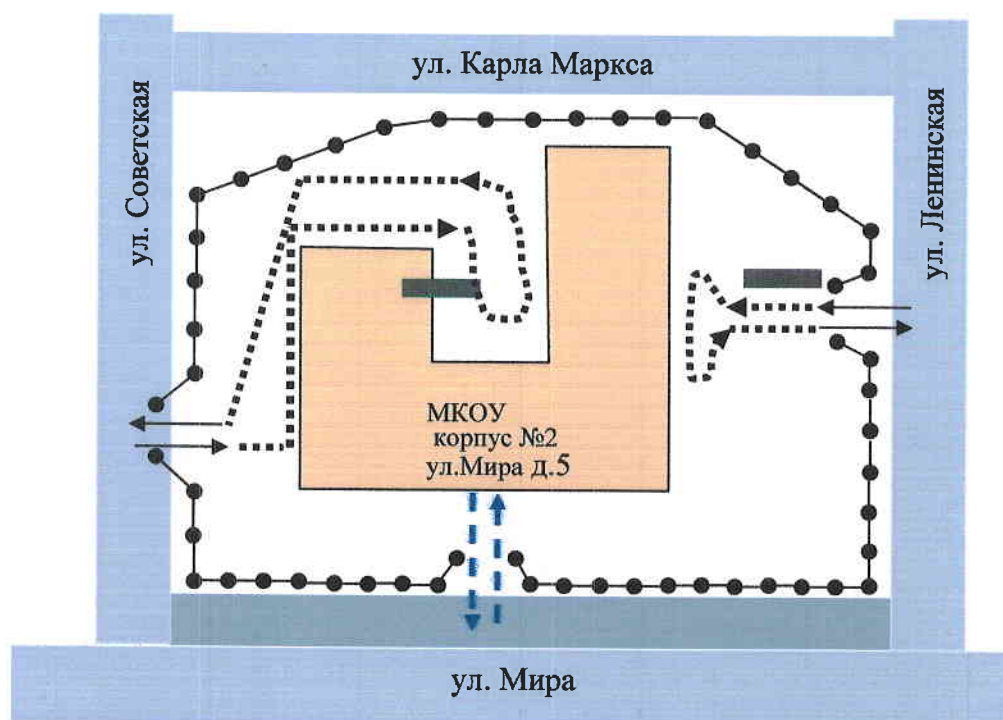 ул. Карла Маркса
ул. Советская
ул. Ленинская
МКОУ
корпус №2
ул.Мира д.5
ул. Мира